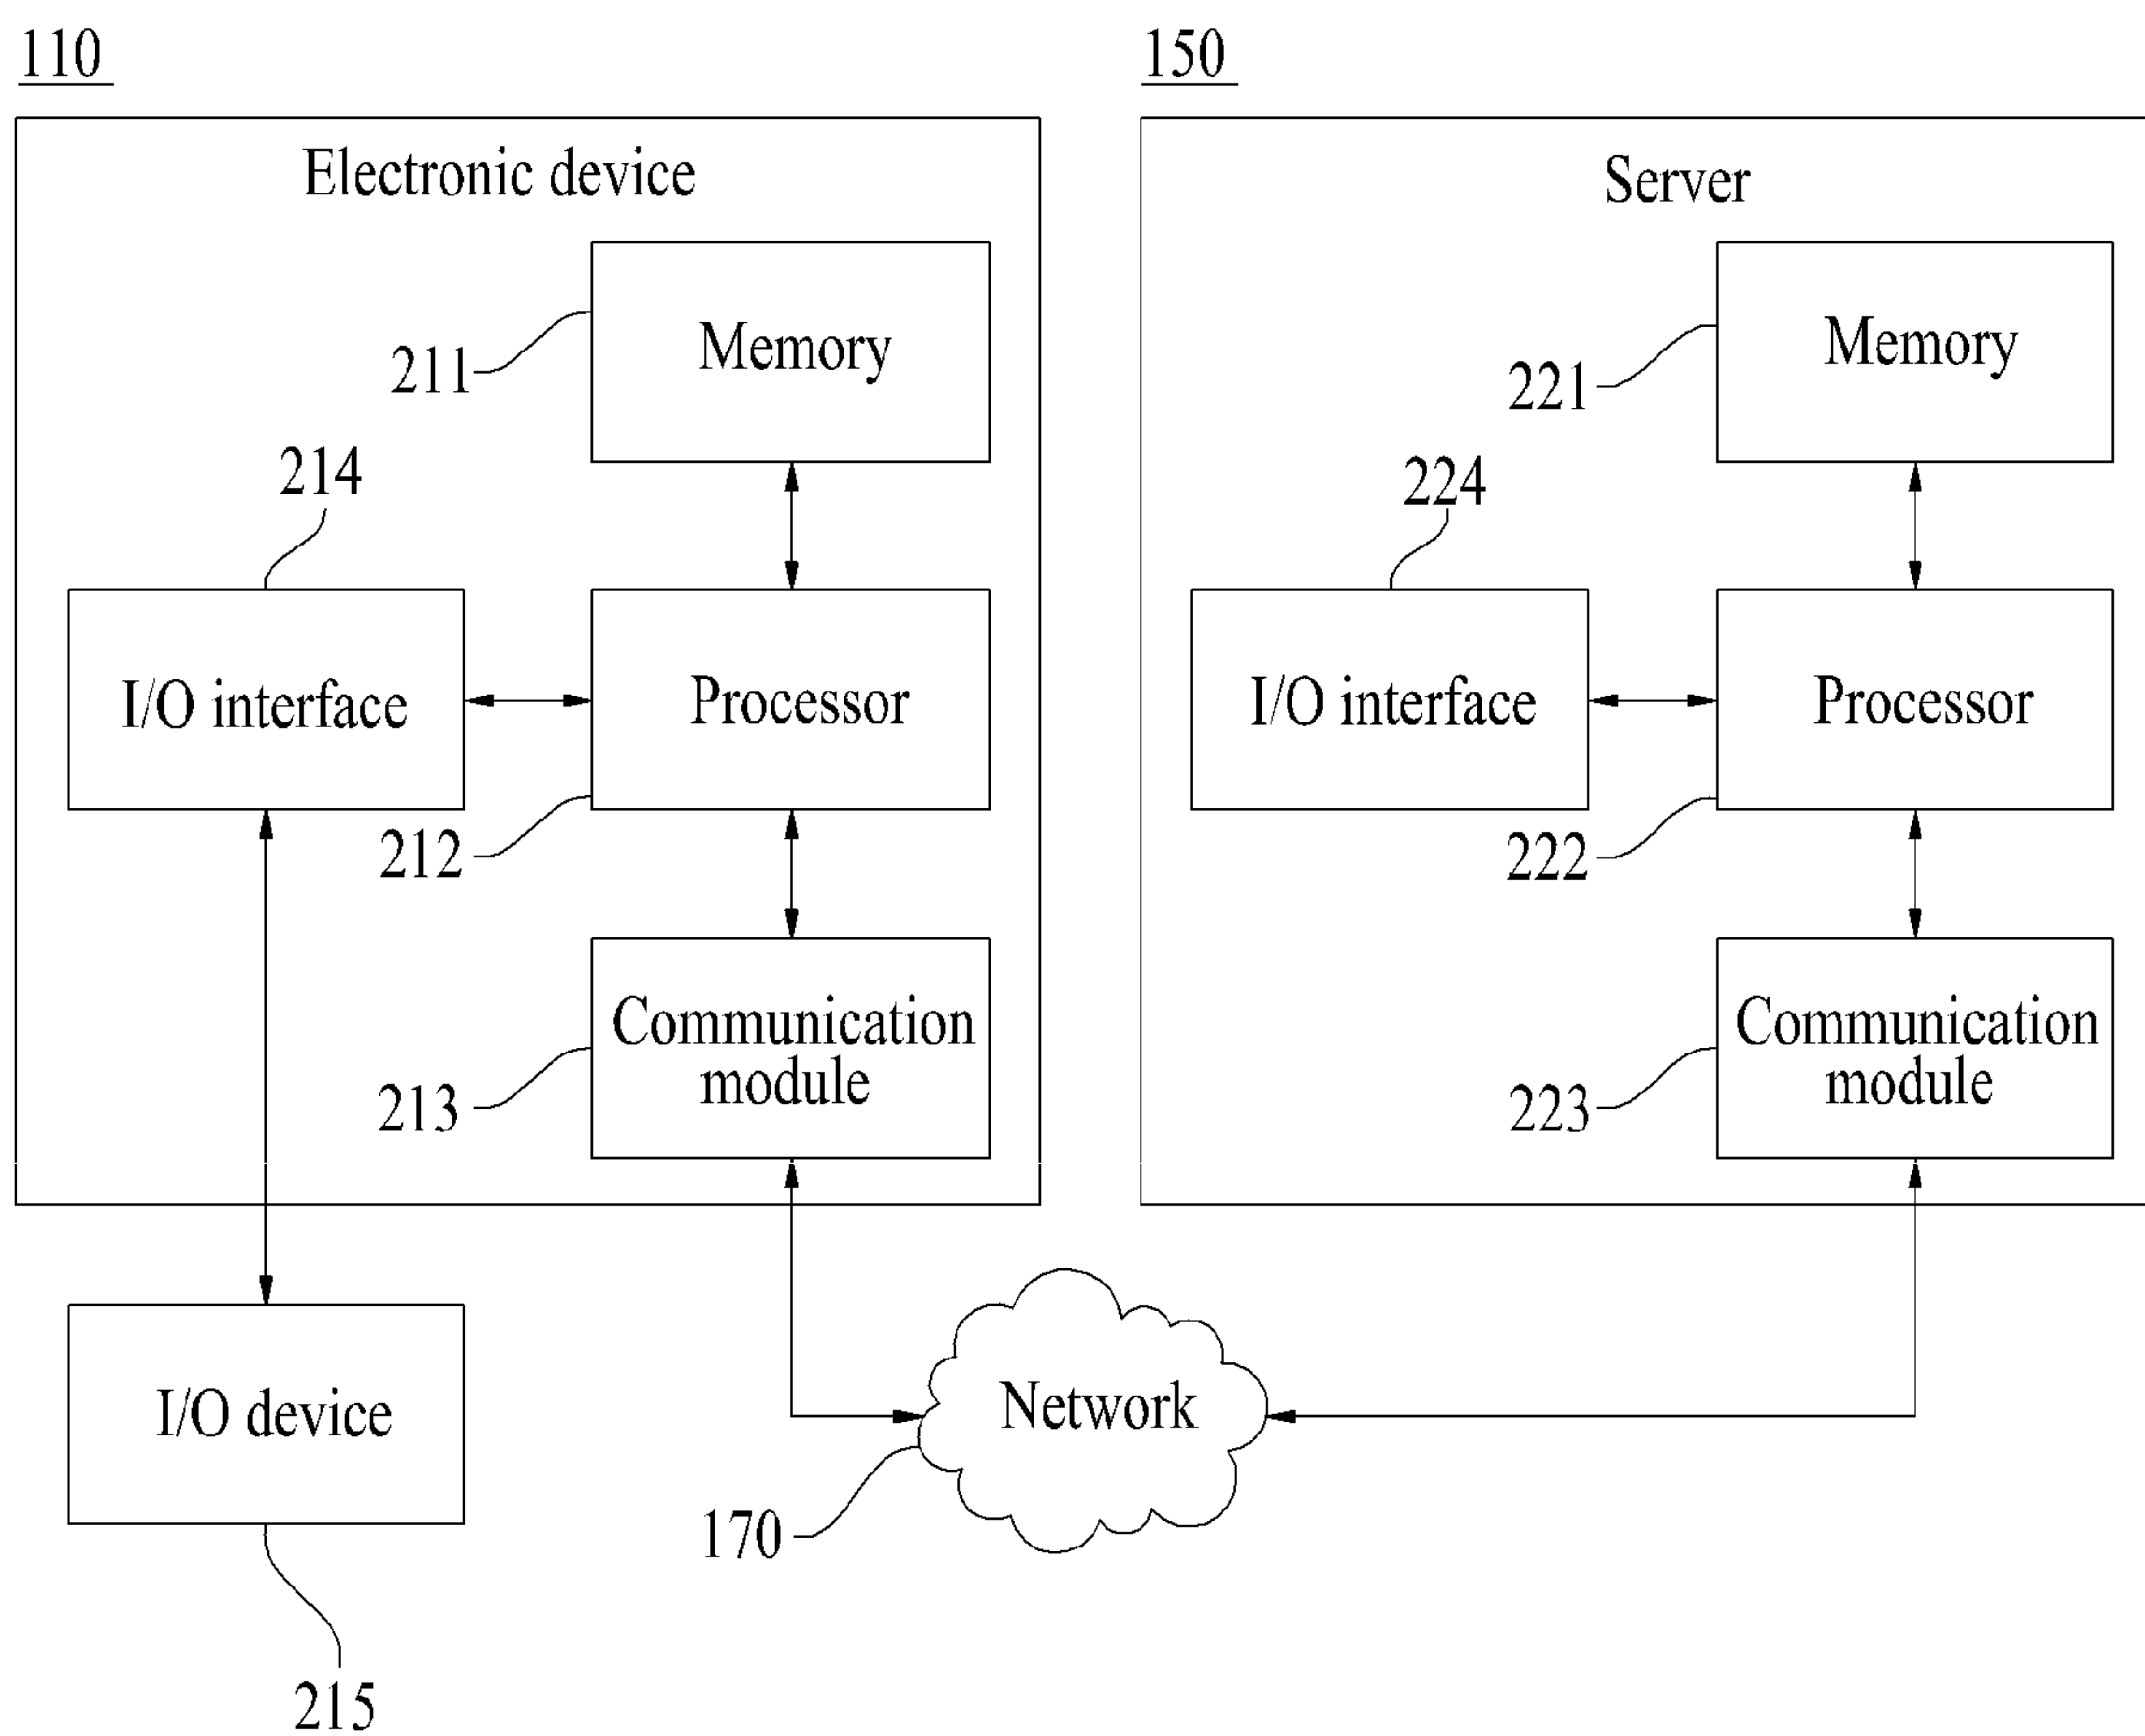 110
Electronic device
Memory
211
214
I/O interface
Processor
212
Communication
module
213
I/O device
215
150
Server
Memory
221
224
I/O interface
Processor
222
Communication
module
223
Network
170